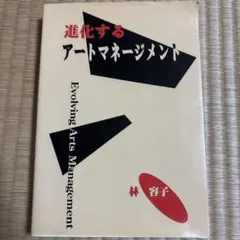 進化する
アートマネージメント
Evolving Arts Management
林 容子